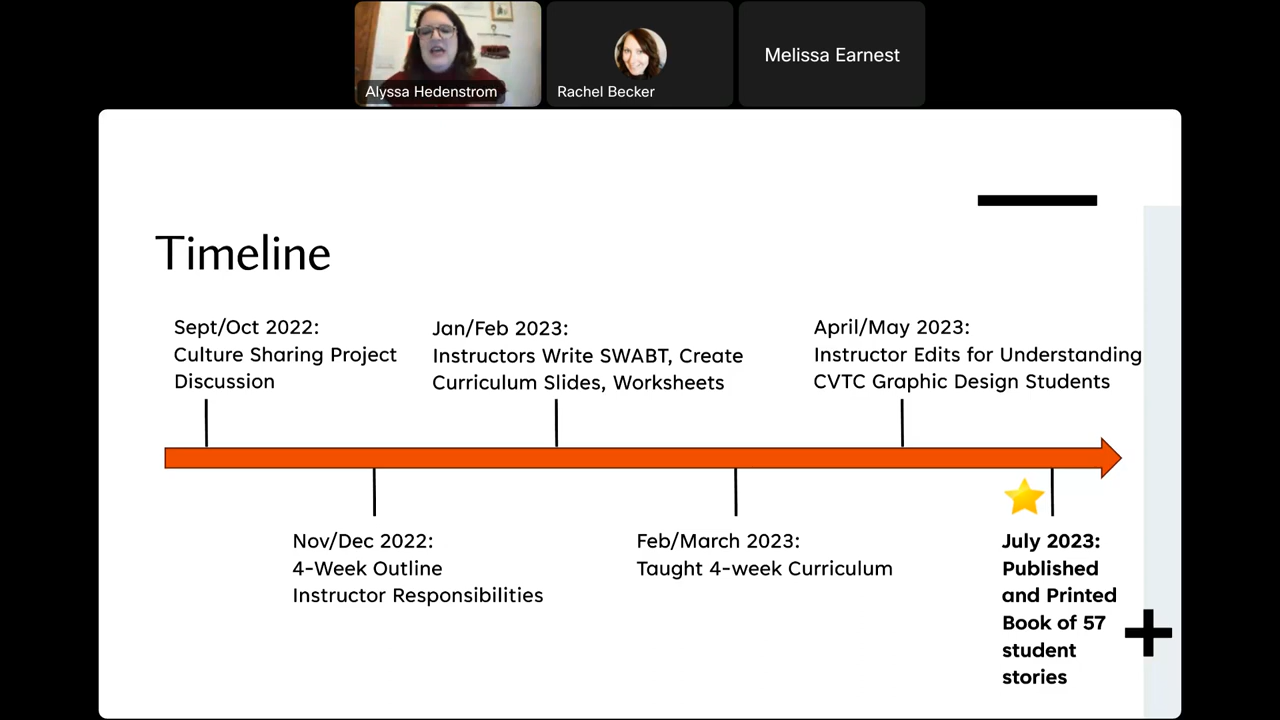 Alyssa Hedenstrom
Rachel Becker
Melissa Earnest
Timeline
Sept/Oct 2022:
Culture Sharing Project
Discussion
Jan/Feb 2023:
Instructors Write SWABT, Create
Curriculum Slides, Worksheets
April/May 2023:
Instructor Edits for Understanding
CVTC Graphic Design Students
Nov/Dec 2022:
4-Week Outline
Instructor Responsibilities
Feb/March 2023:
Taught 4-week Curriculum
July 2023:
Published
and Printed
Book of 57
student
stories